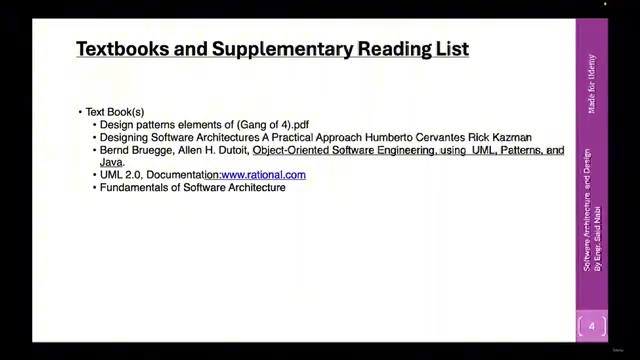 Textbooks and Supplementary Reading List
• Text Book(s)
• Design patterns elements of (Gang of 4).pdf
• Designing Software Architectures A Practical Approach Humberto Cervantes Rick Kazman
• Bernd Bruegge, Allen H. Dutoit, Object-Oriented Software Engineering, using UML, Patterns, and
Java.
• UML 2.0, Documentation:www.rational.com
• Fundamentals of Software Architecture
Made for Udemy
Software Architecture and Design
By Engr. Said Nabi
4